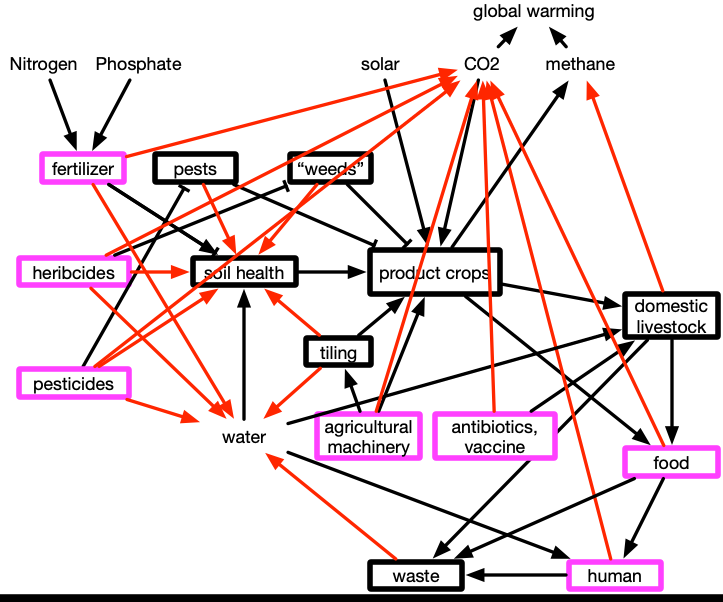 global warming
Nitrogen
Phosphate
solar
CO2
methane
fertilizer
pests
“weeds”
heribcides
soil health
product crops
domestic
livestock
tiling
pesticides
water
agricultural
machinery
antibiotics,
vaccine
food
waste
human